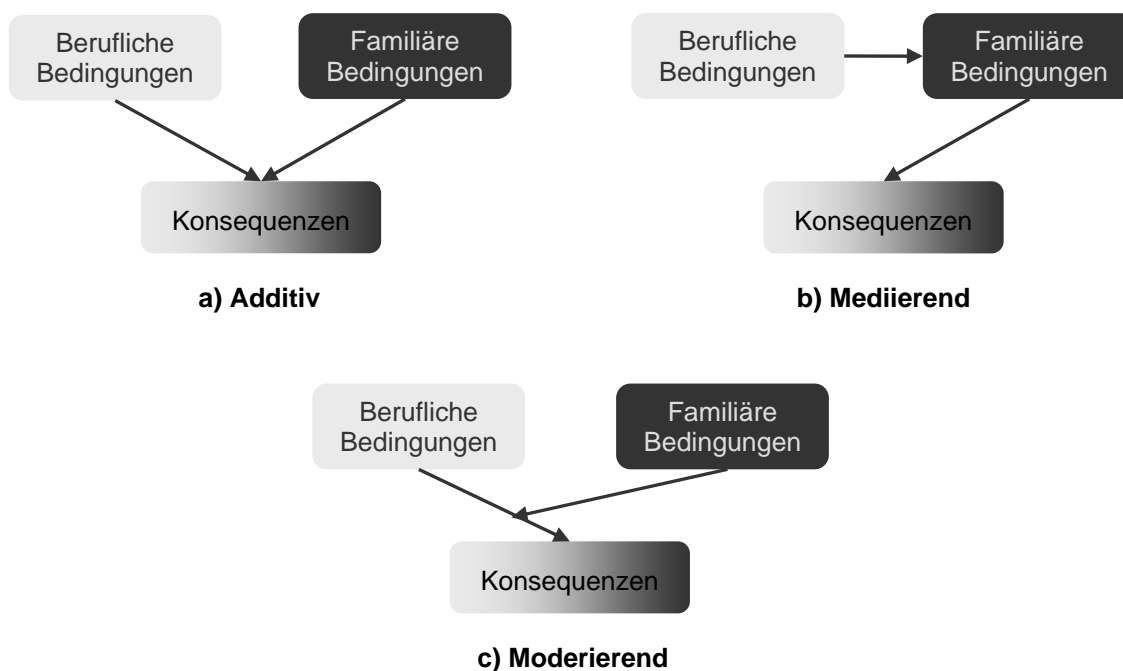 Berufliche
Bedingungen
Familiäre
Bedingungen
Konsequenzen
a) Additiv
Berufliche
Bedingungen
Familiäre
Bedingungen
Konsequenzen
b) Mediierend
Berufliche
Bedingungen
Familiäre
Bedingungen
Konsequenzen
c) Moderierend